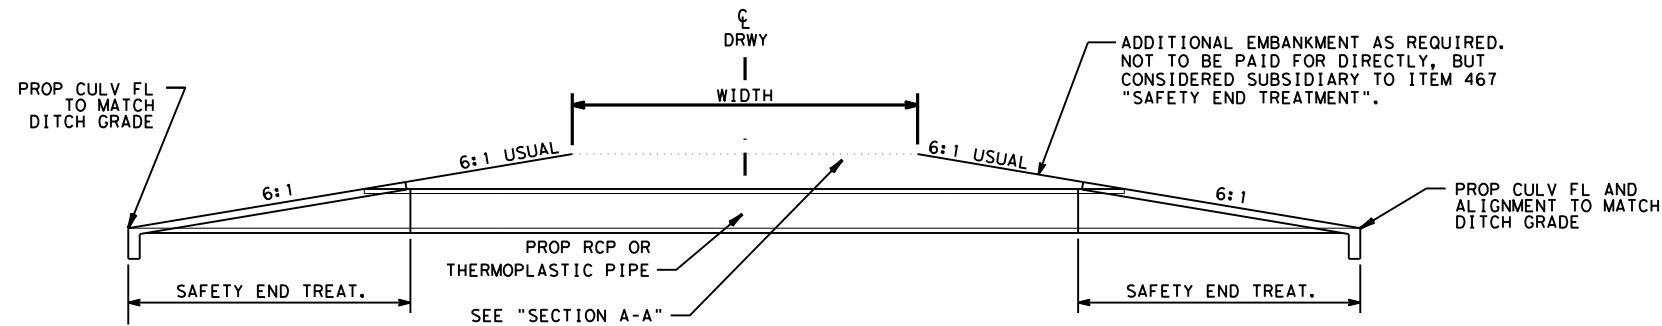 ℄
DRWY
ADDITIONAL EMBANKMENT AS REQUIRED.
NOT TO BE PAID FOR DIRECTLY, BUT
CONSIDERED SUBSIDIARY TO ITEM 467
"SAFETY END TREATMENT".
PROP CULV FL
TO MATCH
DITCH GRADE
WIDTH
6:1 USUAL
6:1 USUAL
6:1
6:1
PROP CULV FL AND
ALIGNMENT TO MATCH
DITCH GRADE
PROP RCP OR
THERMOPLASTIC PIPE
SAFETY END TREAT.
SAFETY END TREAT.
SEE "SECTION A-A"